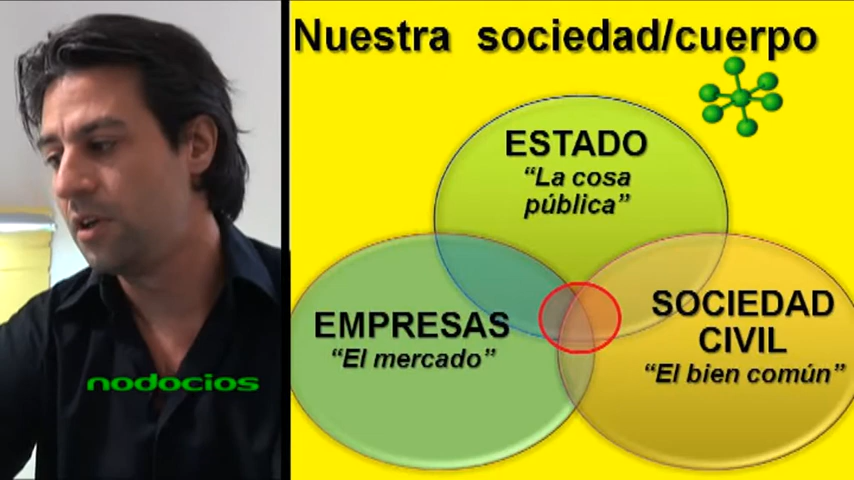 Nuestra sociedad/cuerpo
ESTADO
“La cosa
pública”
EMPRESAS
“El mercado”
SOCIEDAD
CIVIL
“El bien común”
nodocios